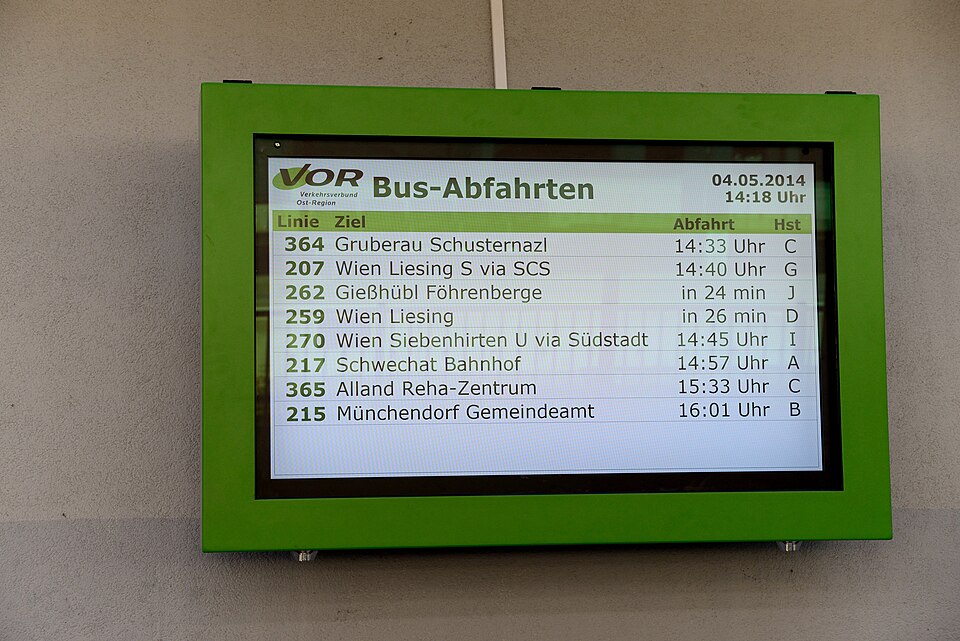 VOR
Verkehrsverbund
Ost-Region
Bus-Abfahrten
04.05.2014
14:18 Uhr
Linie Ziel Abfahrt Hst
364 Gruberau Schusternazl 14:33 Uhr C
207 Wien Liesing S via SCS 14:40 Uhr G
262 Gießhübl Föhrenberge in 24 min J
259 Wien Liesing in 26 min D
270 Wien Siebenhirten U via Südstadt 14:45 Uhr I
217 Schwechat Bahnhof 14:57 Uhr A
365 Alland Reha-Zentrum 15:33 Uhr C
215 Münchendorf Gemeindeamt 16:01 Uhr B